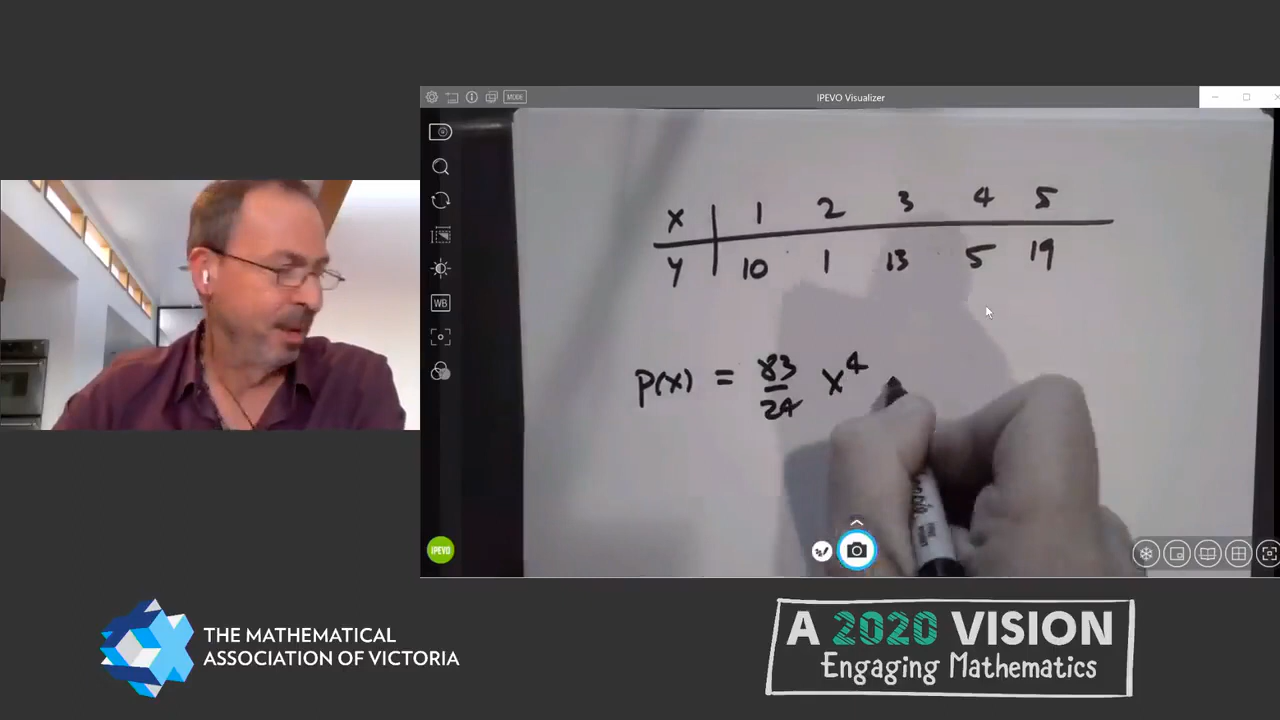 MODE
IPEVO Visualizer
x 1 2 3 4 5
y 10 1 13 5 19
WB
p(x) = 83/24 x⁴
IPEVO
THE MATHEMATICAL
ASSOCIATION OF VICTORIA
A 2020 VISION
Engaging Mathematics